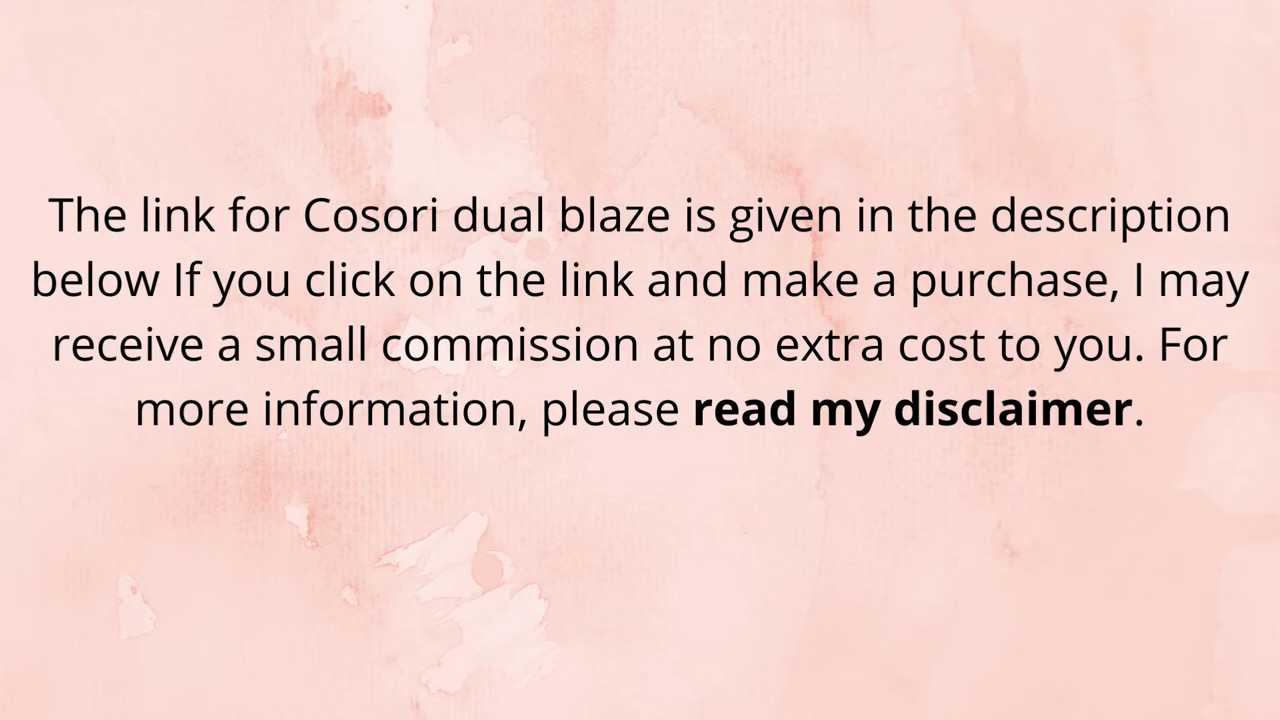 The link for Cosori dual blaze is given in the description
below If you click on the link and make a purchase, I may
receive a small commission at no extra cost to you. For
more information, please read my disclaimer.